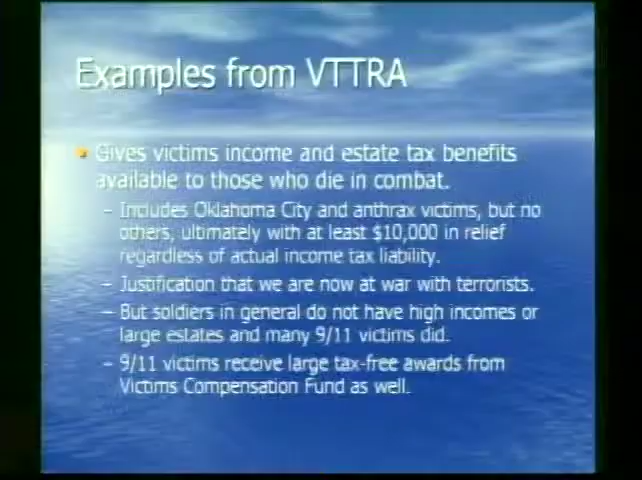 Examples from VTTRA
• Gives victims income and estate tax benefits
available to those who die in combat.
– Includes Oklahoma City and anthrax victims, but no
others, ultimately with at least $10,000 in relief
regardless of actual income tax liability.
– Justification that we are now at war with terrorists.
– But soldiers in general do not have high incomes or
large estates and many 9/11 victims did.
– 9/11 victims receive large tax-free awards from
Victims Compensation Fund as well.